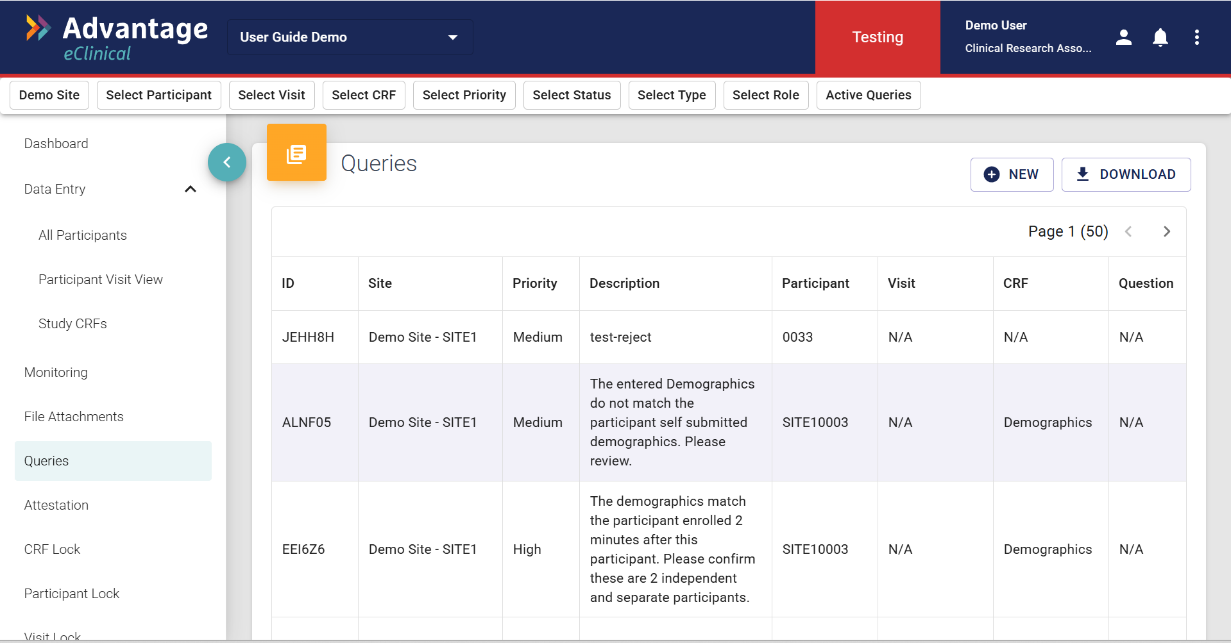 Advantage
eClinical
User Guide Demo
Testing
Demo User
Clinical Research Asso...
Demo Site
Select Participant
Select Visit
Select CRF
Select Priority
Select Status
Select Type
Select Role
Active Queries
Dashboard
Data Entry
All Participants
Participant Visit View
Study CRFs
Monitoring
File Attachments
Queries
Attestation
CRF Lock
Participant Lock
Visit Lock
Queries
NEW
DOWNLOAD
Page 1 (50)
ID Site Priority Description Participant Visit CRF Question
JEHH8H Demo Site - SITE1 Medium test-reject 0033 N/A N/A N/A
The entered Demographics
do not match the
ALNF05 Demo Site - SITE1 Medium participant self submitted SITE10003 N/A Demographics N/A
demographics. Please
review.
The demographics match
the participant enrolled 2
minutes after this
EEI6Z6 Demo Site - SITE1 High participant. Please confirm SITE10003 N/A Demographics N/A
these are 2 independent
and separate participants.